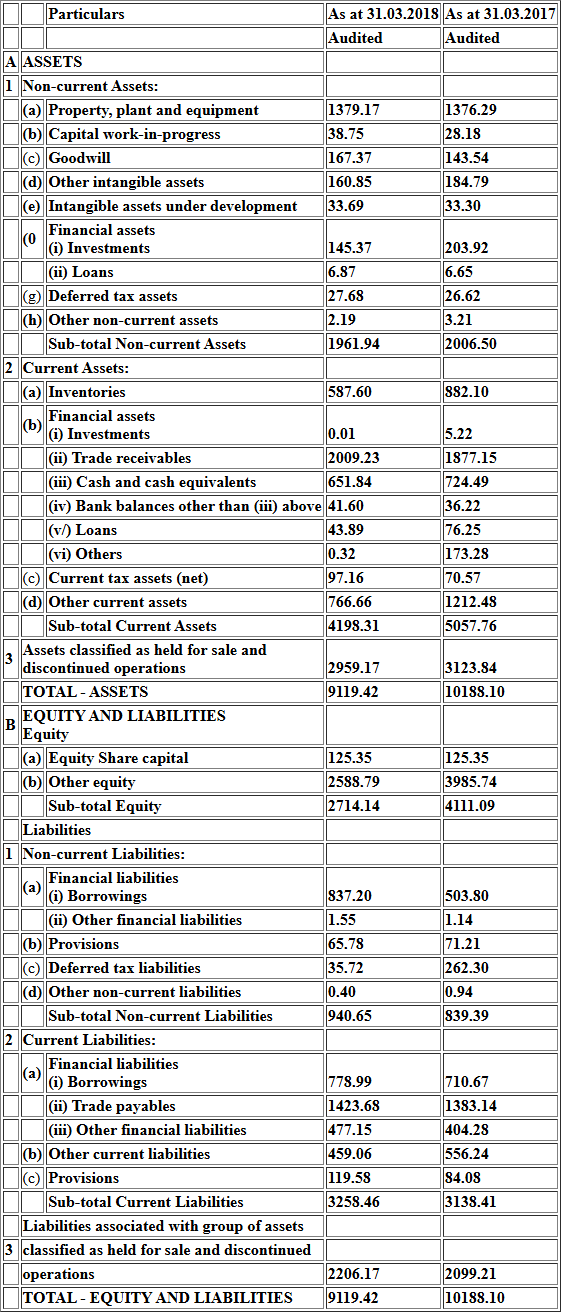 Particulars As at 31.03.2018 As at 31.03.2017
Audited Audited
A ASSETS
1 Non-current Assets:
(a) Property, plant and equipment 1379.17 1376.29
(b) Capital work-in-progress 38.75 28.18
(c) Goodwill 167.37 143.54
(d) Other intangible assets 160.85 184.79
(e) Intangible assets under development 33.69 33.30
(0 Financial assets
(i) Investments 145.37 203.92
(ii) Loans 6.87 6.65
(g) Deferred tax assets 27.68 26.62
(h) Other non-current assets 2.19 3.21
Sub-total Non-current Assets 1961.94 2006.50
2 Current Assets:
(a) Inventories 587.60 882.10
(b) Financial assets
(i) Investments 0.01 5.22
(ii) Trade receivables 2009.23 1877.15
(iii) Cash and cash equivalents 651.84 724.49
(iv) Bank balances other than (iii) above 41.60 36.22
(v/) Loans 43.89 76.25
(vi) Others 0.32 173.28
(c) Current tax assets (net) 97.16 70.57
(d) Other current assets 766.66 1212.48
Sub-total Current Assets 4198.31 5057.76
3 Assets classified as held for sale and
discontinued operations 2959.17 3123.84
TOTAL - ASSETS 9119.42 10188.10
B EQUITY AND LIABILITIES
Equity
(a) Equity Share capital 125.35 125.35
(b) Other equity 2588.79 3985.74
Sub-total Equity 2714.14 4111.09
Liabilities
1 Non-current Liabilities:
(a) Financial liabilities
(i) Borrowings 837.20 503.80
(ii) Other financial liabilities 1.55 1.14
(b) Provisions 65.78 71.21
(c) Deferred tax liabilities 35.72 262.30
(d) Other non-current liabilities 0.40 0.94
Sub-total Non-current Liabilities 940.65 839.39
2 Current Liabilities:
(a) Financial liabilities
(i) Borrowings 778.99 710.67
(ii) Trade payables 1423.68 1383.14
(iii) Other financial liabilities 477.15 404.28
(b) Other current liabilities 459.06 556.24
(c) Provisions 119.58 84.08
Sub-total Current Liabilities 3258.46 3138.41
Liabilities associated with group of assets
3 classified as held for sale and discontinued
operations 2206.17 2099.21
TOTAL - EQUITY AND LIABILITIES 9119.42 10188.10